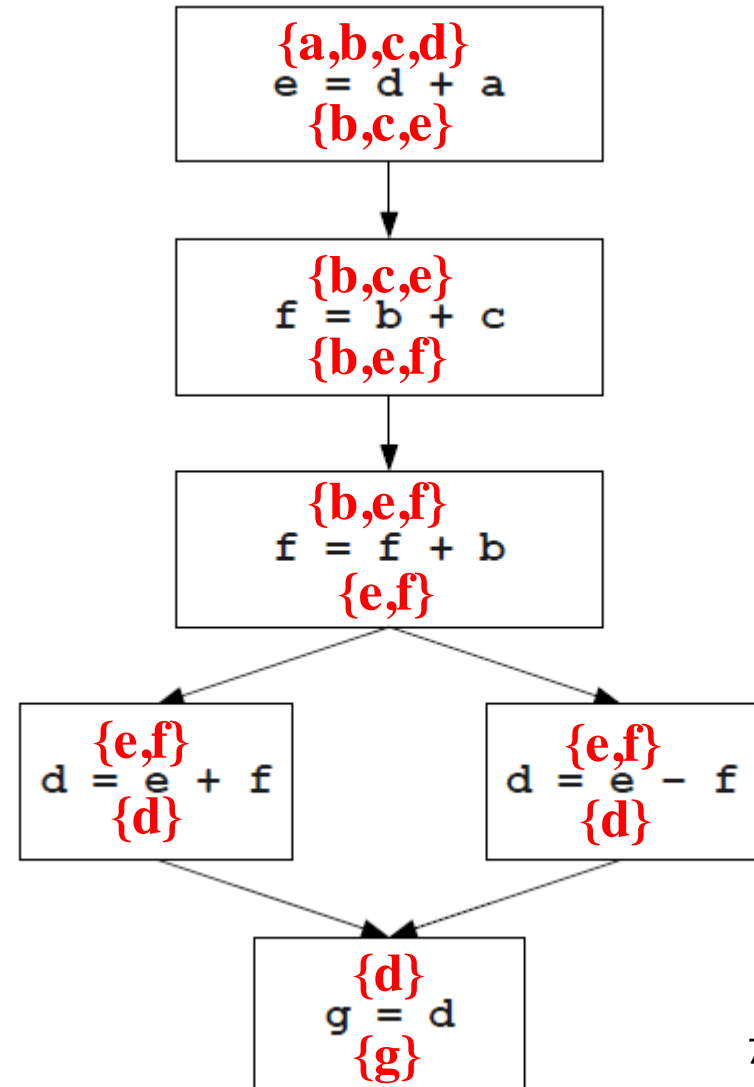 {a,b,c,d}
e = d + a
{b,c,e}
{b,c,e}
f = b + c
{b,e,f}
{b,e,f}
f = f + b
{e,f}
{e,f}
d = e + f
{d}
{e,f}
d = e - f
{d}
{d}
g = d
{g}